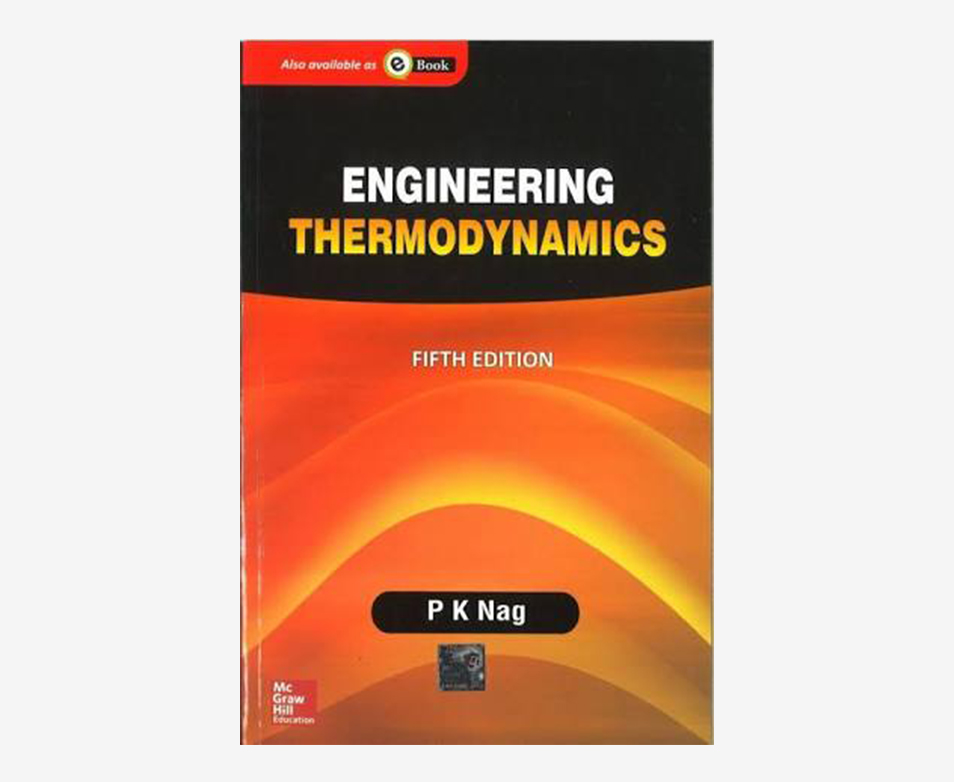 Also available as e Book
ENGINEERING
THERMODYNAMICS
FIFTH EDITION
P K Nag
Mc
Graw
Hill
Education